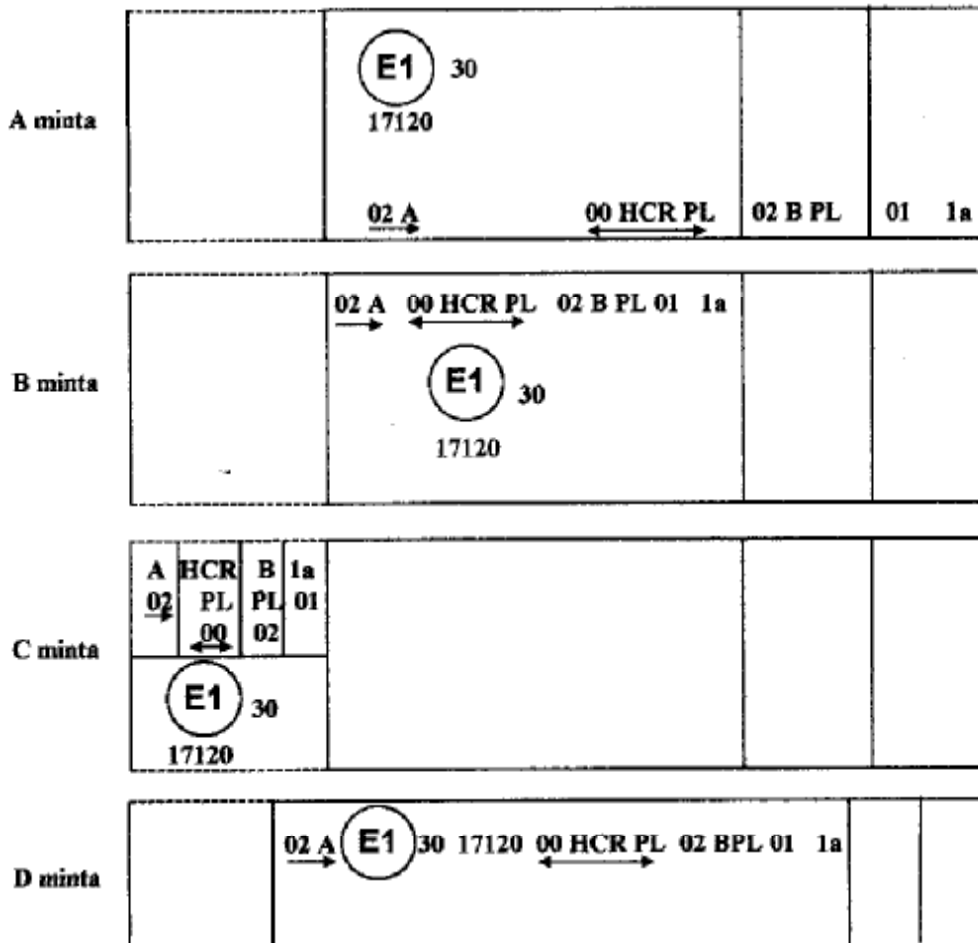 A minta
E1 30
17120
02 A 00 HCR PL 02 B PL 01 1a
B minta
02 A 00 HCR PL 02 B PL 01 1a
E1 30
17120
C minta
A HCR B 1a
02 PL PL 01
00 02
E1 30
17120
D minta
02 A E1 30 17120 00 HCR PL 02 BPL 01 1a